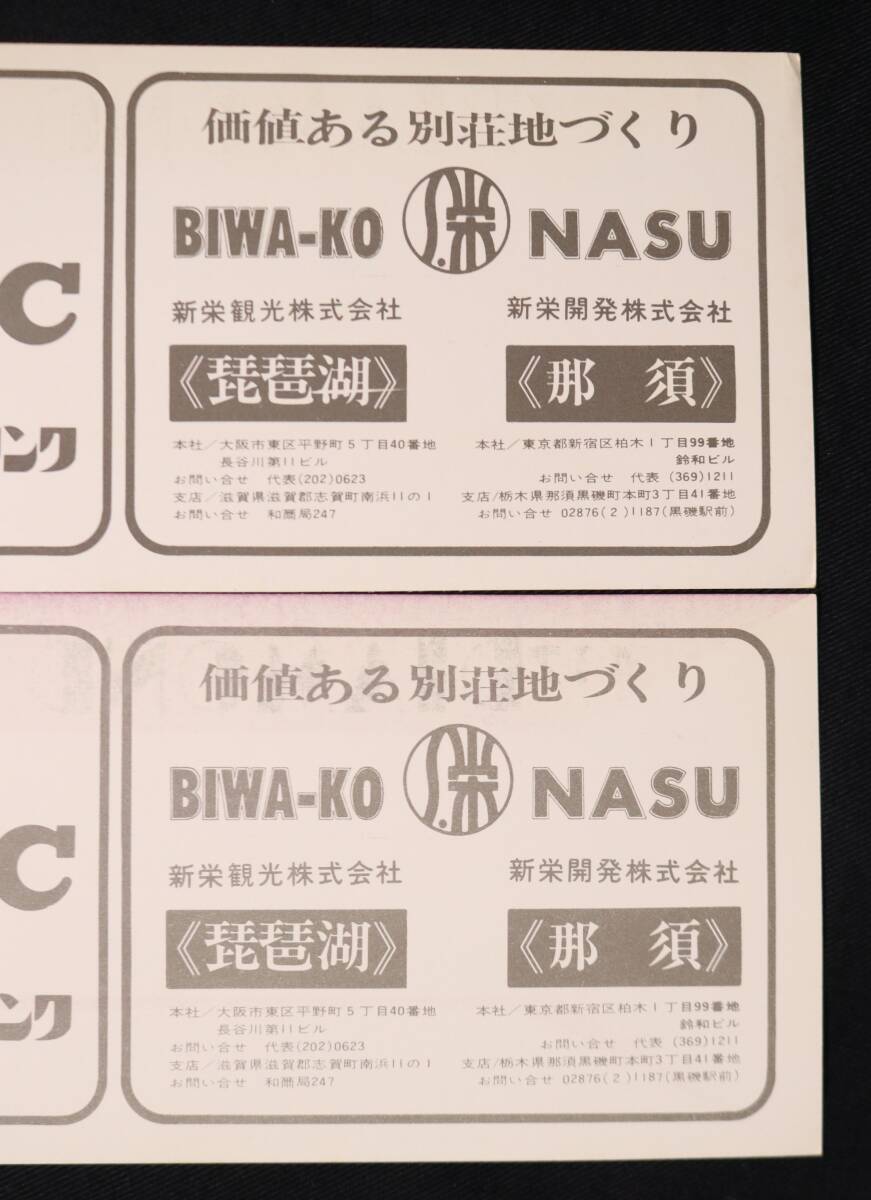 価値ある別荘地づくり
BIWA-KO 栄 NASU
新栄観光株式会社
《琵琶湖》
本社/大阪市東区平野町5丁目40番地
長谷川第11ビル
お問い合せ 代表(202)0623
支店/滋賀県滋賀郡志賀町南浜11の1
お問い合せ 和邇局247
新栄開発株式会社
《那 須》
本社/東京都新宿区柏木1丁目99番地
鈴和ビル
お問い合せ 代表 (369)1211
支店/栃木県那須黒磯町本町3丁目41番地
お問い合せ 02876(2)1187(黒磯駅前)
C
ンク
価値ある別荘地づくり
BIWA-KO 栄 NASU
新栄観光株式会社
《琵琶湖》
本社/大阪市東区平野町5丁目40番地
長谷川第11ビル
お問い合せ 代表(202)0623
支店/滋賀県滋賀郡志賀町南浜11の1
お問い合せ 和邇局247
新栄開発株式会社
《那 須》
本社/東京都新宿区柏木1丁目99番地
鈴和ビル
お問い合せ 代表 (369)1211
支店/栃木県那須黒磯町本町3丁目41番地
お問い合せ 02876(2)1187(黒磯駅前)
C
ンク